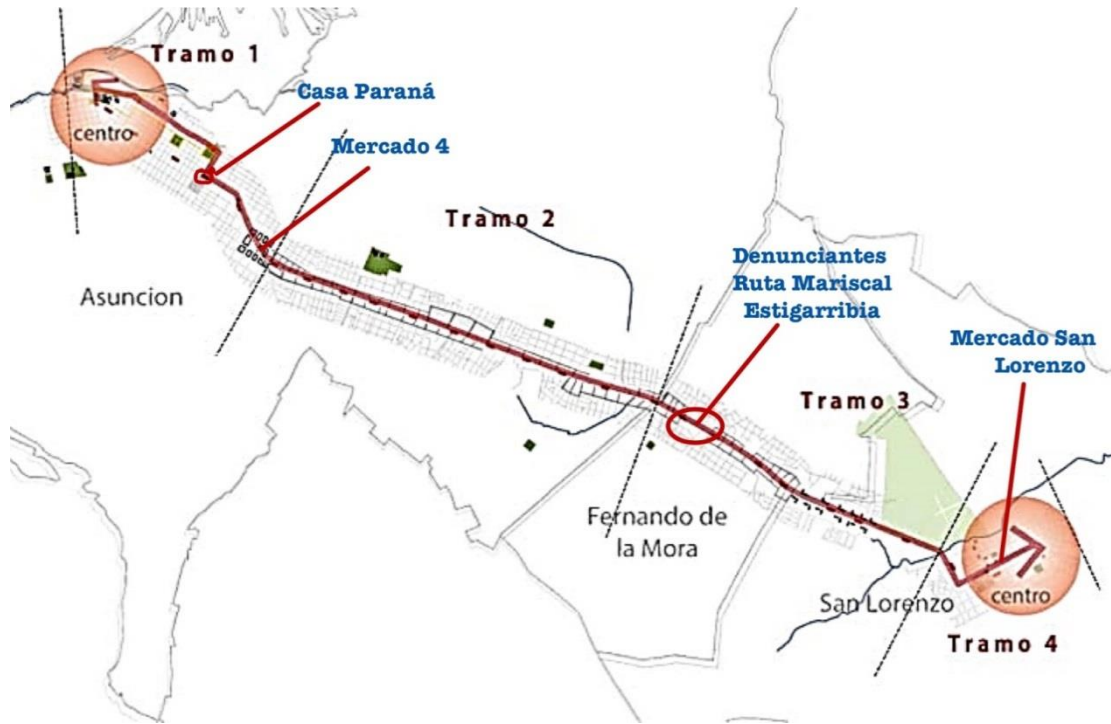 Tramo 1
Casa Paraná
centro
Mercado 4
Tramo 2
Asuncion
Denunciantes
Ruta Mariscal
Estigarribia
Mercado San
Lorenzo
Tramo 3
Fernando de
la Mora
San Lorenzo
centro
Tramo 4